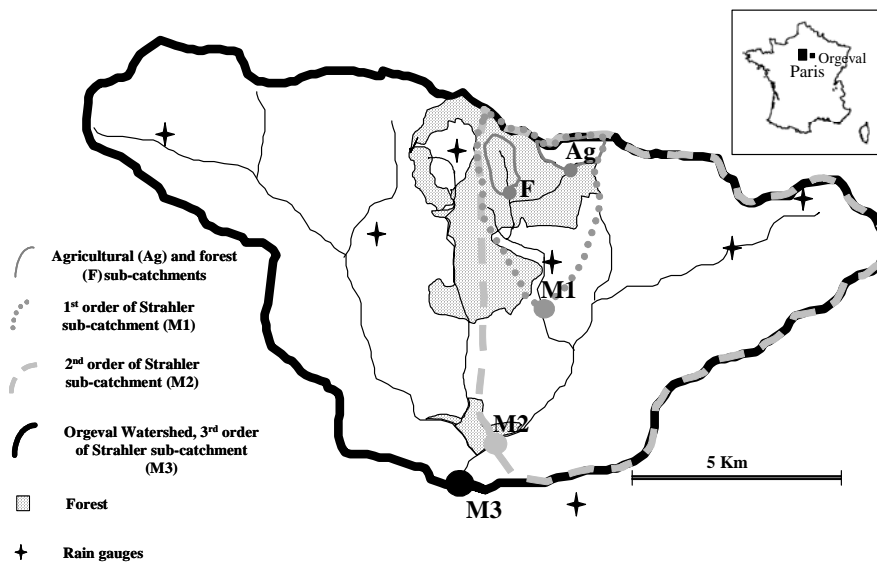 Orgeval
Paris
Ag
F
M1
M2
M3
5 Km
Agricultural (Ag) and forest
(F) sub-catchments
1st order of Strahler
sub-catchment (M1)
2nd order of Strahler
sub-catchment (M2)
Orgeval Watershed, 3rd order
of Strahler sub-catchment
(M3)
Forest
Rain gauges